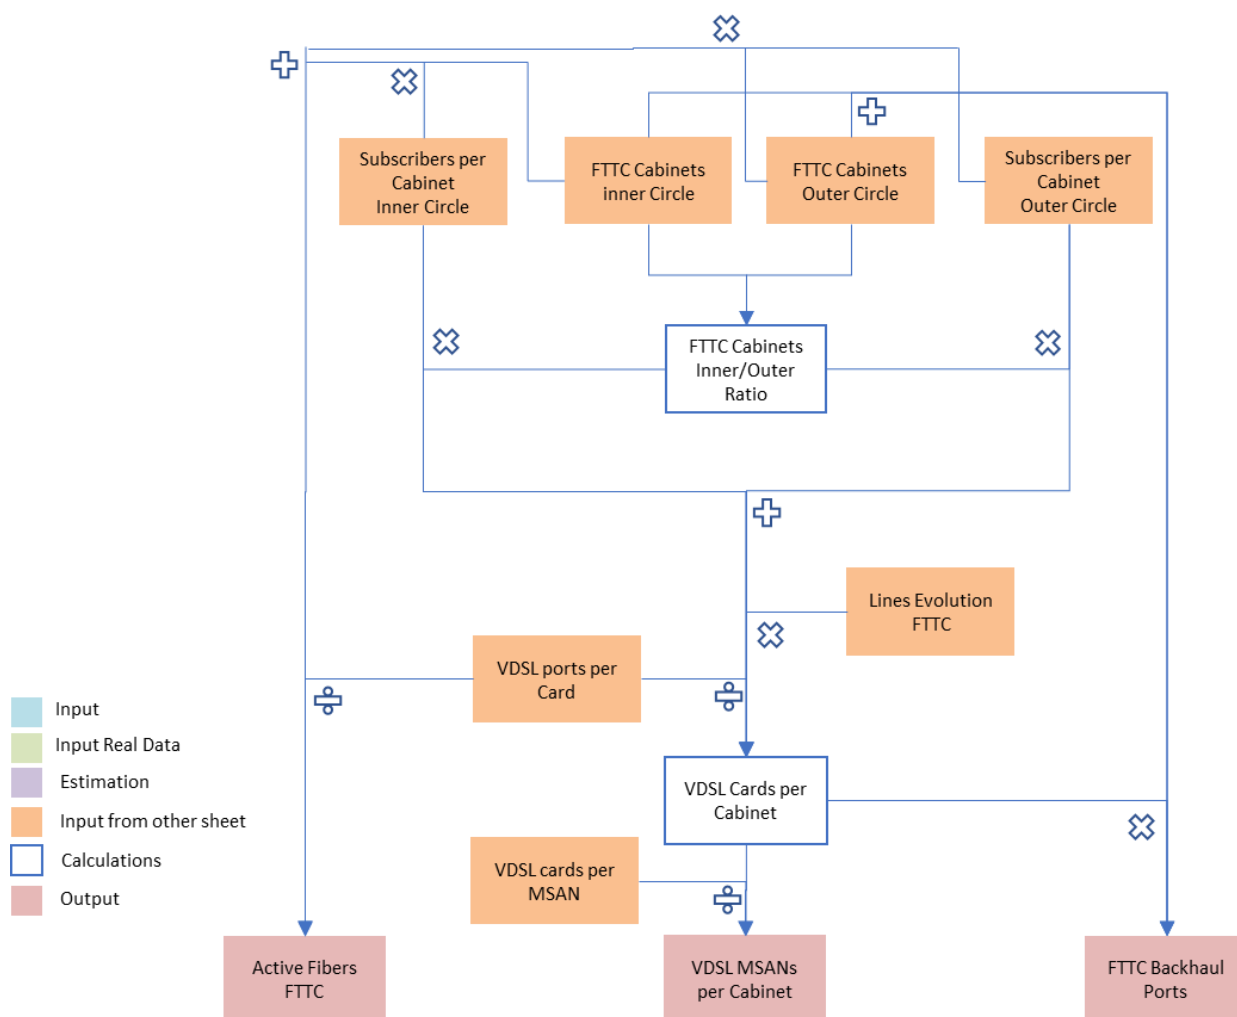 Subscribers per
Cabinet
Inner Circle
FTTC Cabinets
inner Circle
FTTC Cabinets
Outer Circle
Subscribers per
Cabinet
Outer Circle
FTTC Cabinets
Inner/Outer
Ratio
Lines Evolution
FTTC
VDSL ports per
Card
Input
Input Real Data
Estimation
Input from other sheet
Calculations
Output
VDSL Cards per
Cabinet
VDSL cards per
MSAN
Active Fibers
FTTC
VDSL MSANs
per Cabinet
FTTC Backhaul
Ports